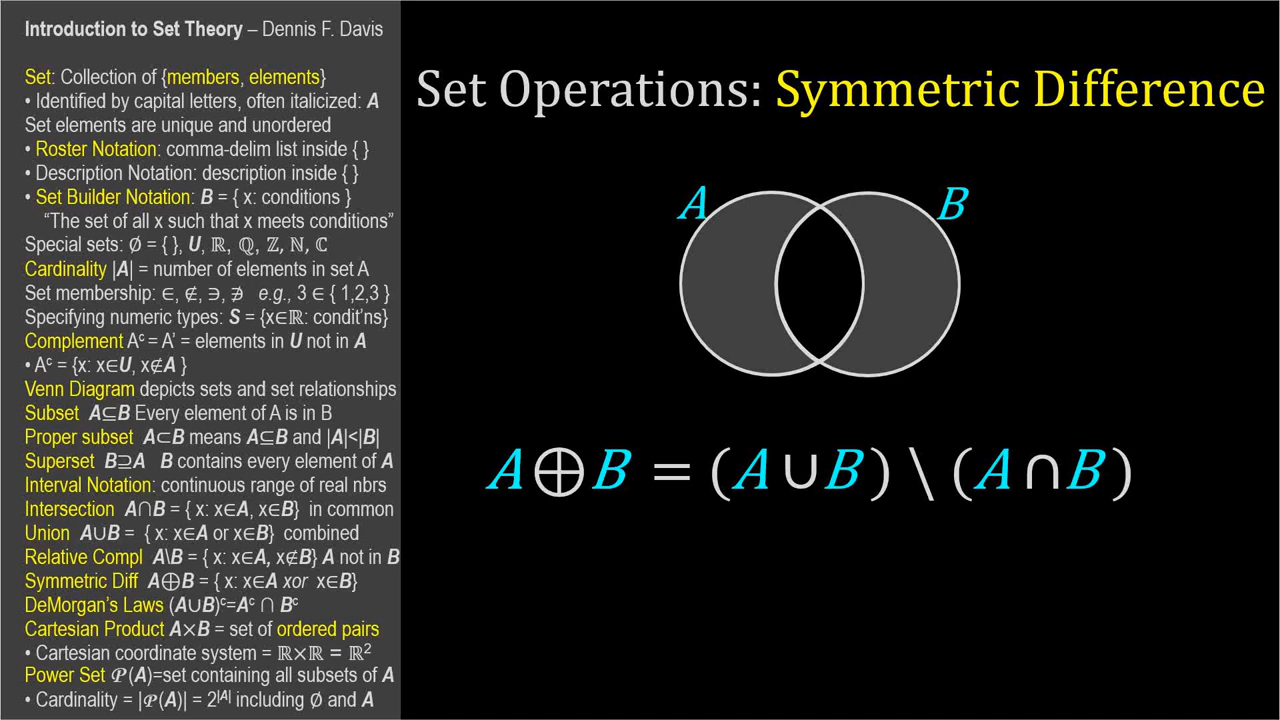 Introduction to Set Theory – Dennis F. Davis
Set: Collection of {members, elements}
• Identified by capital letters, often italicized: A
Set elements are unique and unordered
• Roster Notation: comma-delim list inside { }
• Description Notation: description inside { }
• Set Builder Notation: B = { x: conditions }
“The set of all x such that x meets conditions”
Special sets: ∅ = { }, U, ℝ, ℚ, ℤ, ℕ, ℂ
Cardinality |A| = number of elements in set A
Set membership: ∈, ∉, ∋, ∌ e.g., 3 ∈ { 1,2,3 }
Specifying numeric types: S = {x∈ℝ: condit’ns}
Complement Aᶜ = A’ = elements in U not in A
• Aᶜ = {x: x∈U, x∉A }
Venn Diagram depicts sets and set relationships
Subset A⊆B Every element of A is in B
Proper subset A⊂B means A⊆B and |A|<|B|
Superset B⊇A B contains every element of A
Interval Notation: continuous range of real nbrs
Intersection A∩B = { x: x∈A, x∈B} in common
Union A∪B = { x: x∈A or x∈B} combined
Relative Compl A\B = { x: x∈A, x∉B} A not in B
Symmetric Diff A⊕B = { x: x∈A xor x∈B}
DeMorgan’s Laws (A∪B)ᶜ=Aᶜ ∩ Bᶜ
Cartesian Product A×B = set of ordered pairs
• Cartesian coordinate system = ℝ×ℝ = ℝ²
Power Set 𝒫(A)=set containing all subsets of A
• Cardinality = |𝒫(A)| = 2^|A| including ∅ and A
Set Operations: Symmetric Difference
A B
A⊕B = (A∪B) \ (A∩B)